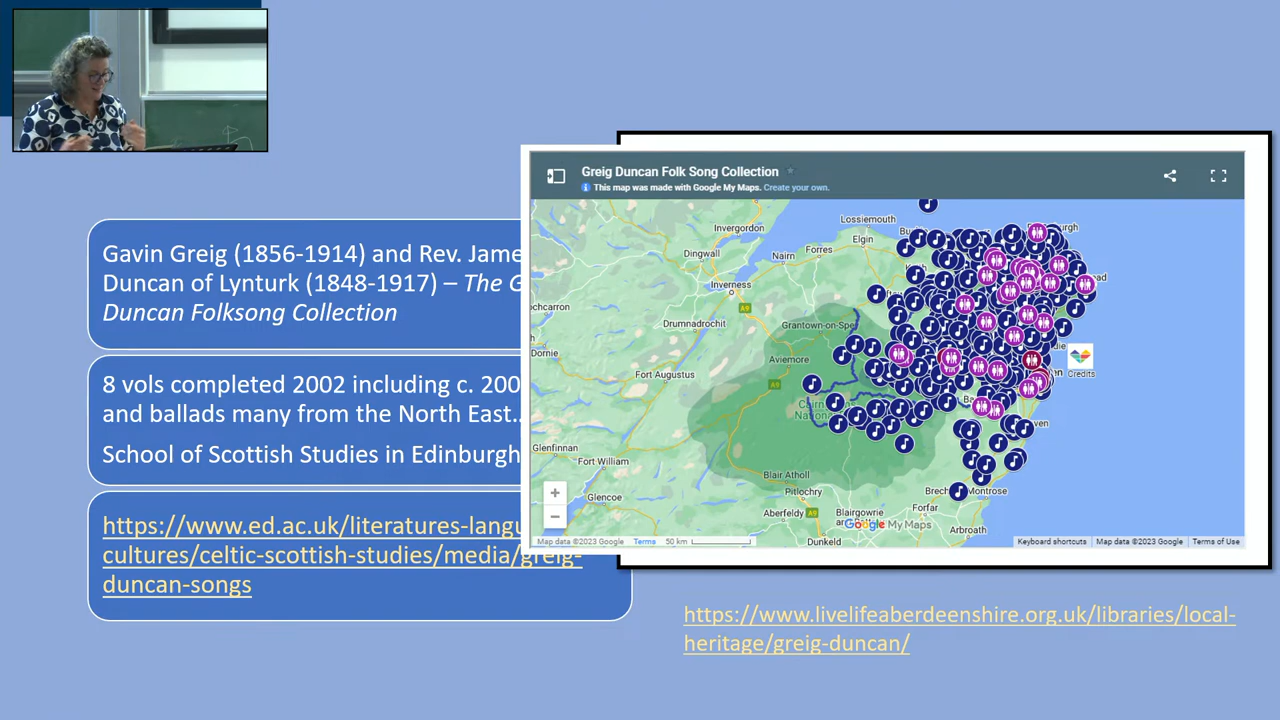 Gavin Greig (1856-1914) and Rev. Jame
Duncan of Lynturk (1848-1917) – The G
Duncan Folksong Collection
8 vols completed 2002 including c. 200
and ballads many from the North East..
School of Scottish Studies in Edinburgh
https://www.ed.ac.uk/literatures-langu
cultures/celtic-scottish-studies/media/greig-
duncan-songs
Greig Duncan Folk Song Collection
This map was made with Google My Maps. Create your own.
Lossiemouth
Invergordon
Elgin
Dingwall
Forres
Nairn
Inverness
A9
Drumnadrochit
Grantown-on-Spe
Aviemore
Fort Augustus
A9
Credits
Glenfinnan
Fort William
Blair Atholl
Glencoe
Pitlochry
Montrose
Aberfeldy
A9
Blairgowrie
Forfar
Google My Maps
Arbroath
Dunkeld
Map data ©2023 Google
Terms
50 km
Keyboard shortcuts
Map data ©2023 Google
Terms of Use
https://www.livelifeaberdeenshire.org.uk/libraries/local-
heritage/greig-duncan/